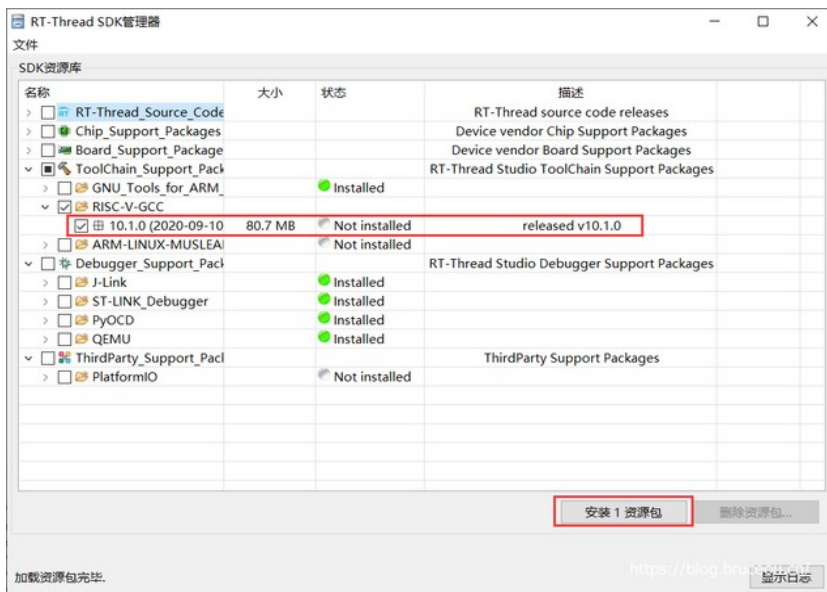 RT-Thread SDK管理器
文件
SDK资源库
名称 大小 状态 描述
RT-Thread_Source_Code RT-Thread source code releases
Chip_Support_Packages Device vendor Chip Support Packages
Board_Support_Package Device vendor Board Support Packages
ToolChain_Support_Pack RT-Thread Studio ToolChain Support Packages
GNU_Tools_for_ARM_ Installed
RISC-V-GCC
10.1.0 (2020-09-10 80.7 MB Not installed released v10.1.0
ARM-LINUX-MUSLEAI Not installed
Debugger_Support_Pack RT-Thread Studio Debugger Support Packages
J-Link Installed
ST-LINK_Debugger Installed
PyOCD Installed
QEMU Installed
ThirdParty_Support_Pack ThirdParty Support Packages
PlatformIO Not installed
安装 1 资源包 删除资源包...
加载资源包完毕. 显示日志